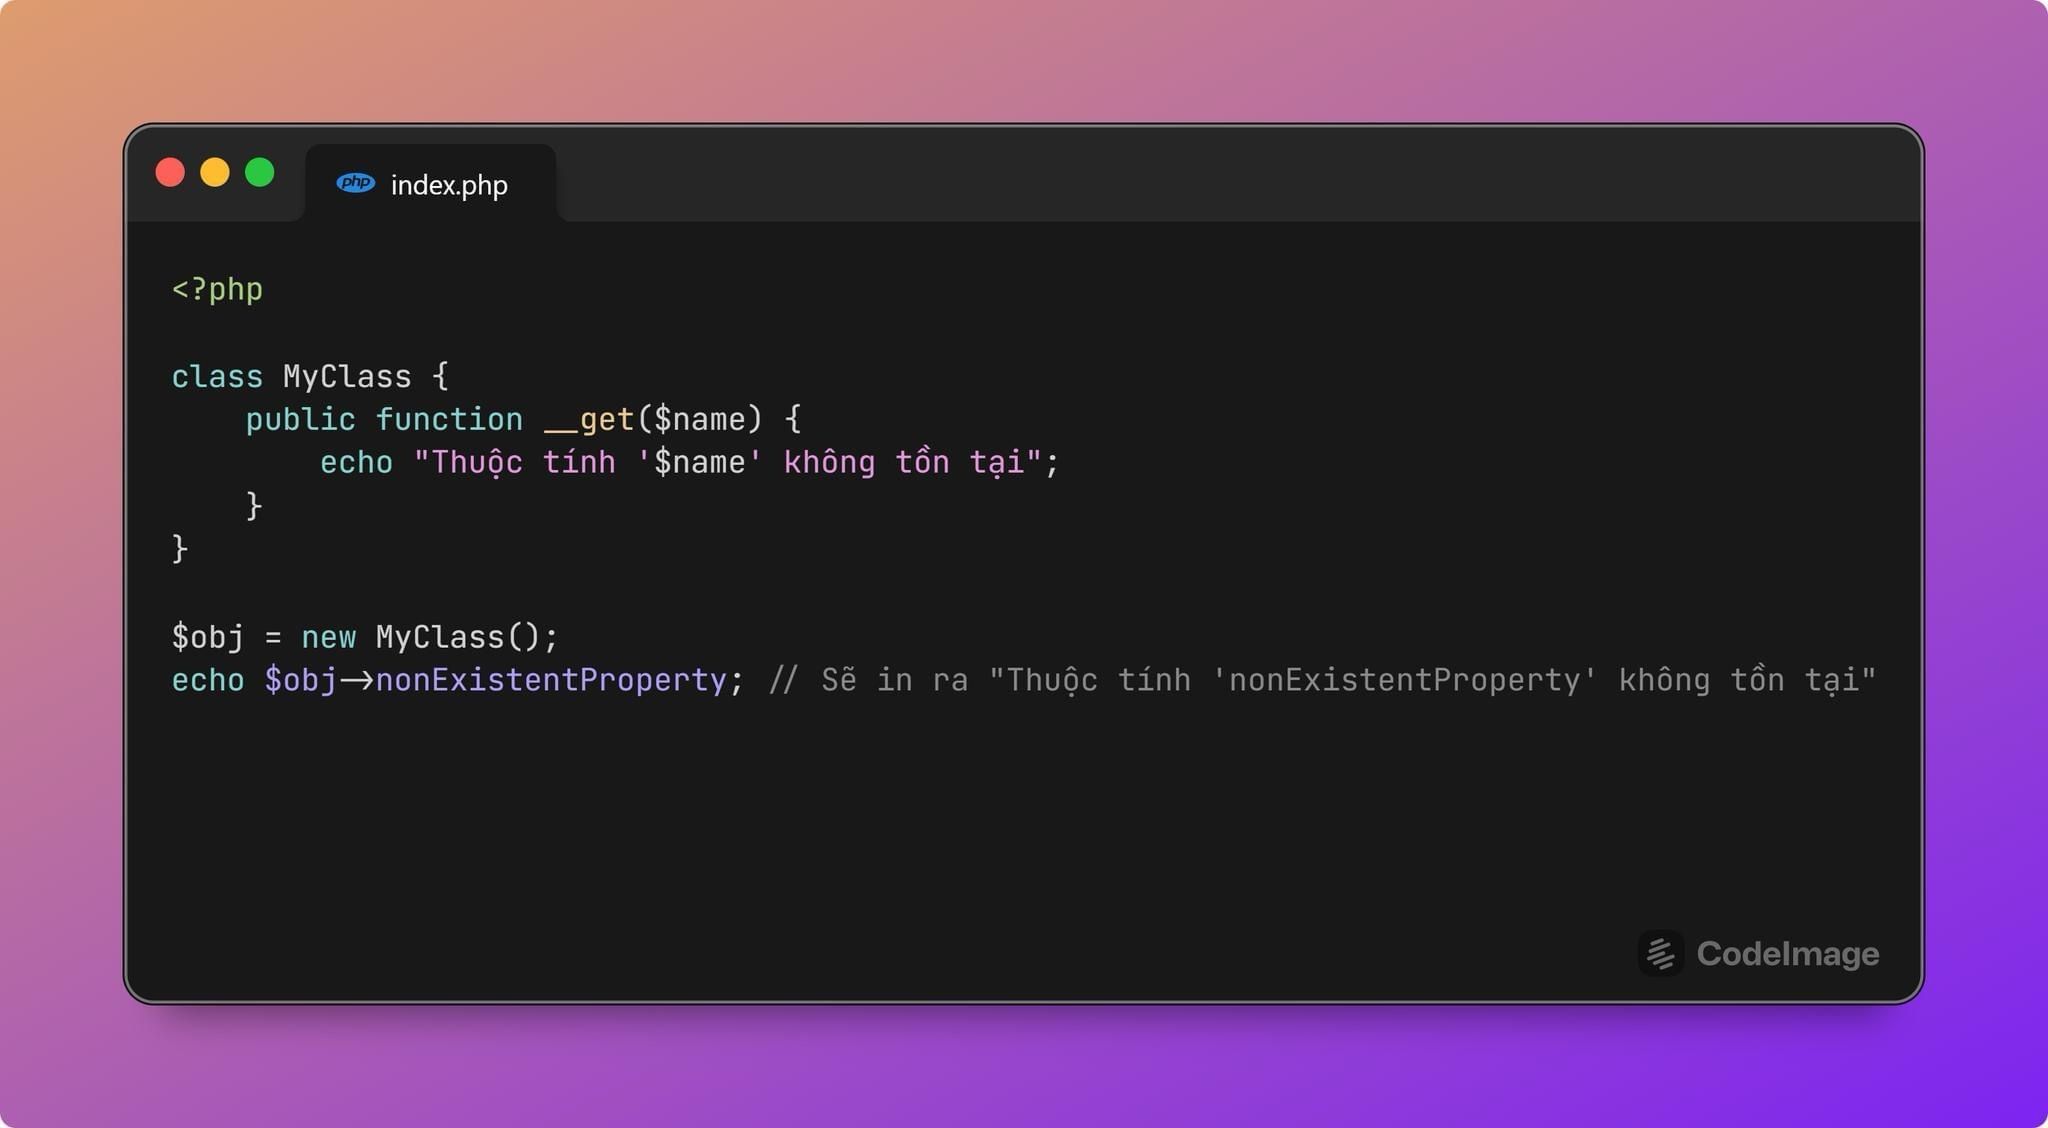 php index.php
<?php
class MyClass {
    public function __get($name) {
        echo "Thuộc tính '$name' không tồn tại";
    }
}
$obj = new MyClass();
echo $obj->nonExistentProperty; // Sẽ in ra "Thuộc tính 'nonExistentProperty' không tồn tại"
CodeImage